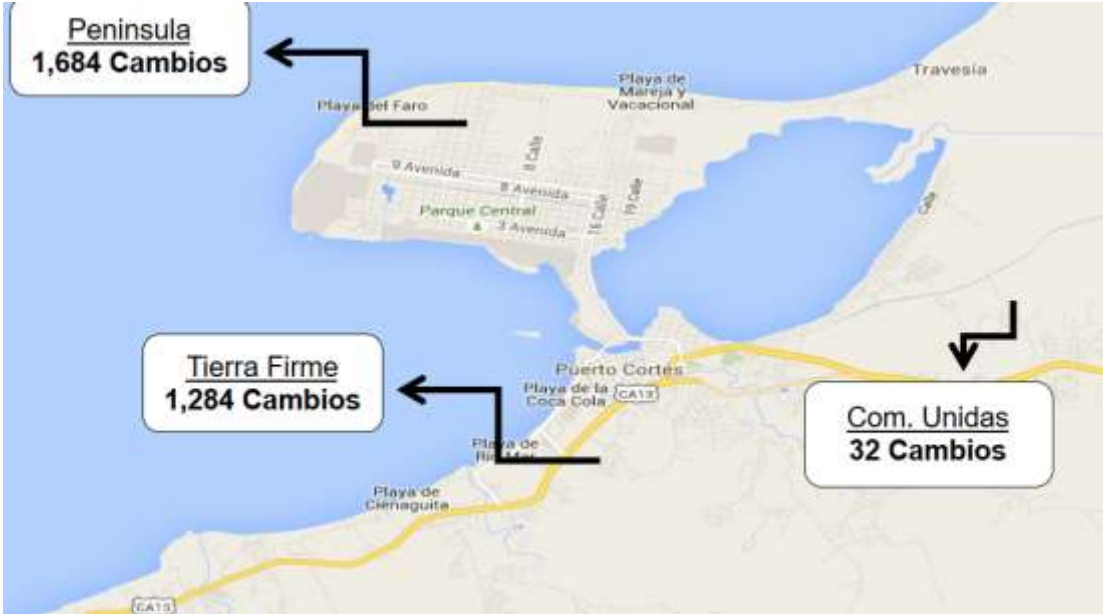 Peninsula
1,684 Cambios
Travesia
Playa de
Mareja y
Vacacional
Playa del Faro
8 Calle
9 Avenida
8 Avenida
19 Calle
16 Calle
Parque Central
3 Avenida
Calle
Tierra Firme
1,284 Cambios
Puerto Cortés
Playa de la
Coca Cola
CA13
Com. Unidas
32 Cambios
Playa de
Playa de
Cienaguita
CA13